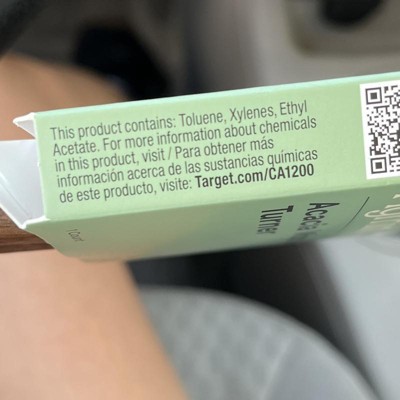 This product contains: Toluene, Xylenes, Ethyl
Acetate. For more information about chemicals
in this product, visit / Para obtener más
información acerca de las sustancias químicas
de este producto, visite: Target.com/CA1200
Turner